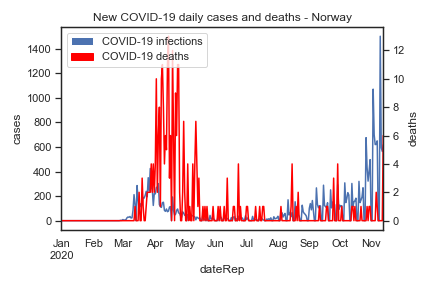 New COVID-19 daily cases and deaths - Norway
COVID-19 infections
COVID-19 deaths
1400
1200
1000
800
600
400
200
0
cases
12
10
8
6
4
2
0
deaths
Jan Feb Mar Apr May Jun Jul Aug Sep Oct Nov
2020
dateRep